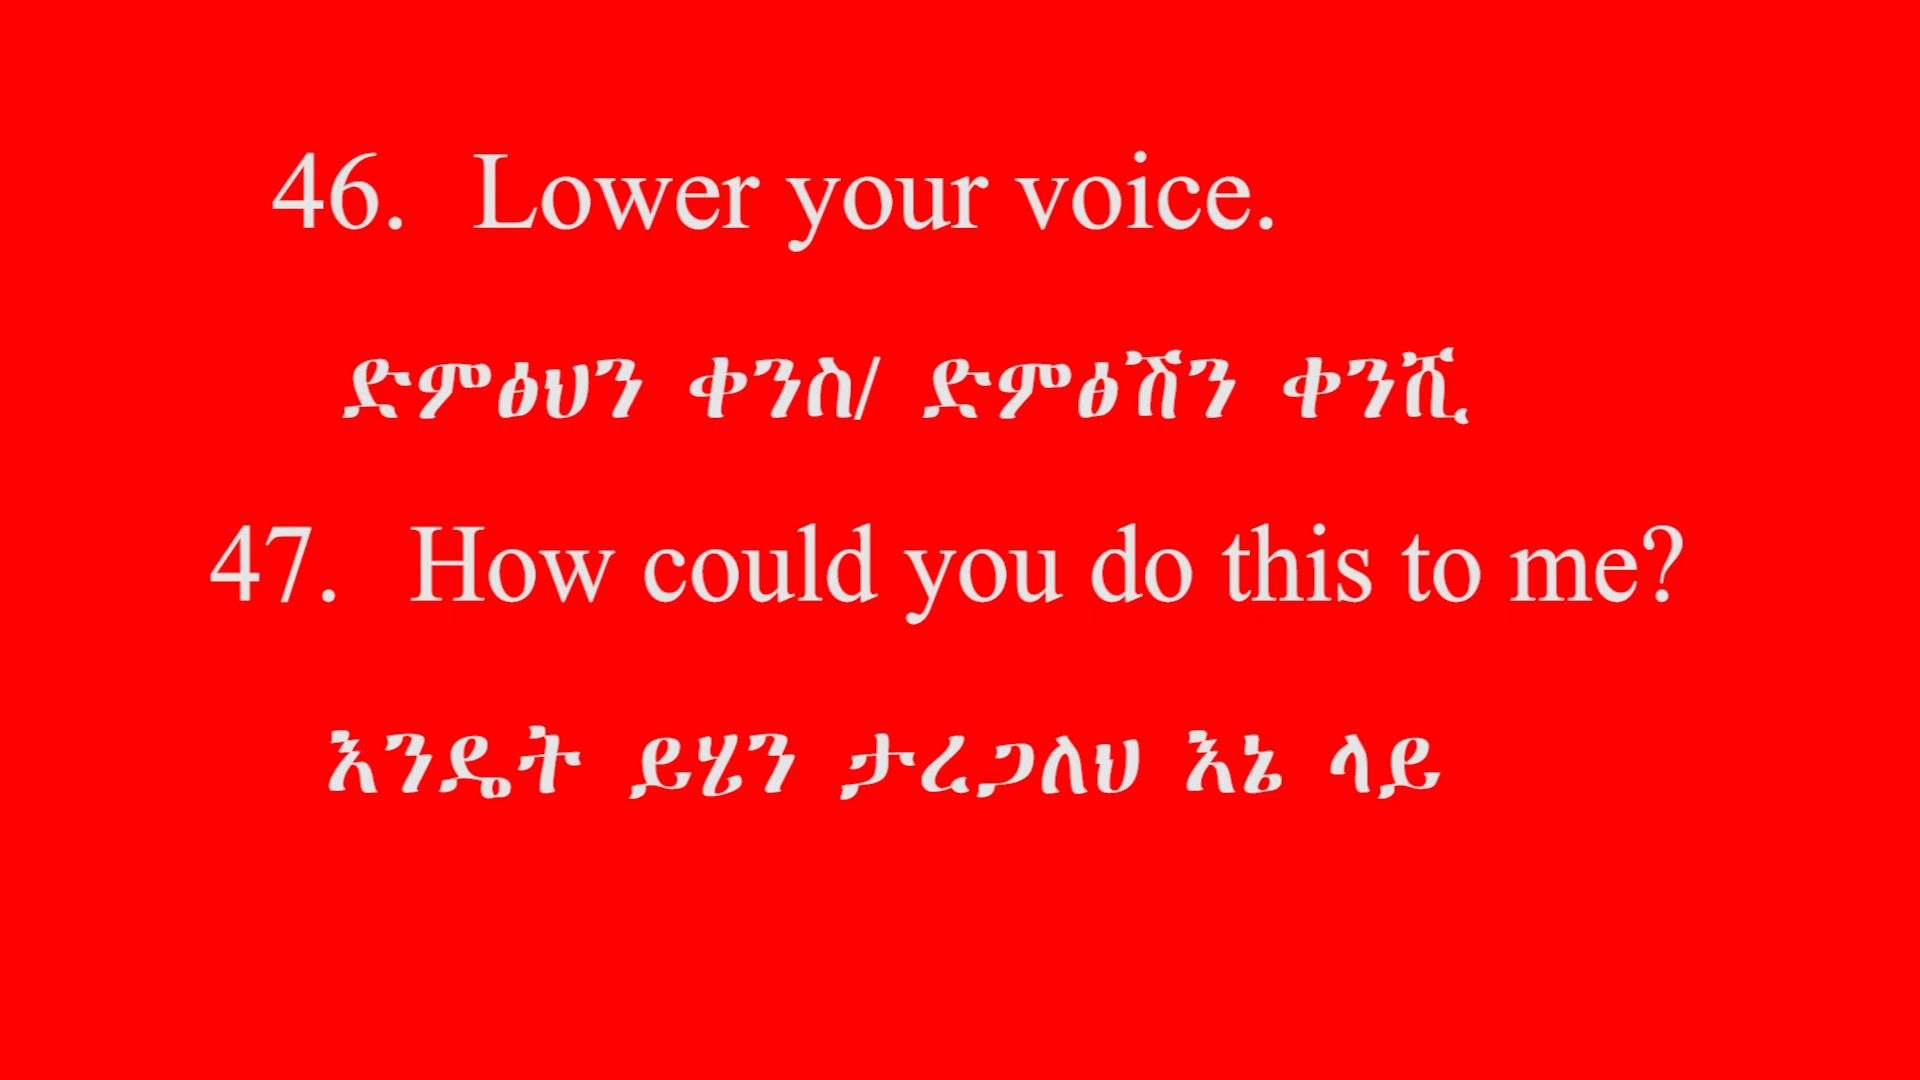 46. Lower your voice.
ድምፅህን ቀንስ/ ድምፅሽን ቀንሺ
47. How could you do this to me?
እንዴት ይሄን ታረጋለህ እኔ ላይ